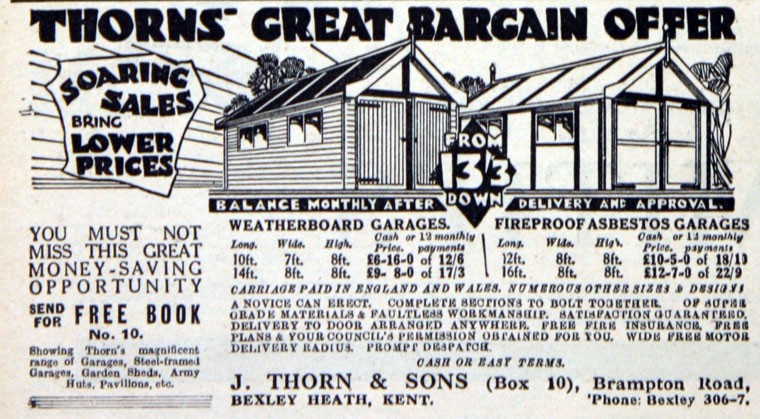 THORNS' GREAT BARGAIN OFFER
SOARING
SALES
BRING
LOWER
PRICES
FROM
13/3
DOWN
BALANCE MONTHLY AFTER DELIVERY AND APPROVAL.
YOU MUST NOT
MISS THIS GREAT
MONEY-SAVING
OPPORTUNITY
SEND FOR FREE BOOK
No. 10.
Showing Thorn's magnificent
range of Garages, Steel-framed
Garages, Garden Sheds, Army
Huts, Pavilions, etc.
WEATHERBOARD GARAGES.
Cash or 12 monthly
Long. Wide. High. Price. payments
10ft. 7ft. 8ft. £6-16-0 of 12/6
14ft. 8ft. 8ft. £9- 8-0 of 17/3
FIREPROOF ASBESTOS GARAGES
Cash or 12 monthly
Long. Wide. High. Price. payments
12ft. 8ft. 8ft. £10-5-0 of 18/10
16ft. 8ft. 8ft. £12-7-0 of 22/9
CARRIAGE PAID IN ENGLAND AND WALES. NUMEROUS OTHER SIZES & DESIGNS
A NOVICE CAN ERECT. COMPLETE SECTIONS TO BOLT TOGETHER. OF SUPER
GRADE MATERIALS & FAULTLESS WORKMANSHIP. SATISFACTION GUARANTEED.
DELIVERY TO DOOR ARRANGED ANYWHERE. FREE FIRE INSURANCE. FREE
PLANS & YOUR COUNCIL'S PERMISSION OBTAINED FOR YOU. WIDE FREE MOTOR
DELIVERY RADIUS. PROMPT DESPATCH.
CASH OR EASY TERMS.
J. THORN & SONS (Box 10), Brampton Road,
BEXLEY HEATH, KENT. 'Phone: Bexley 306-7.